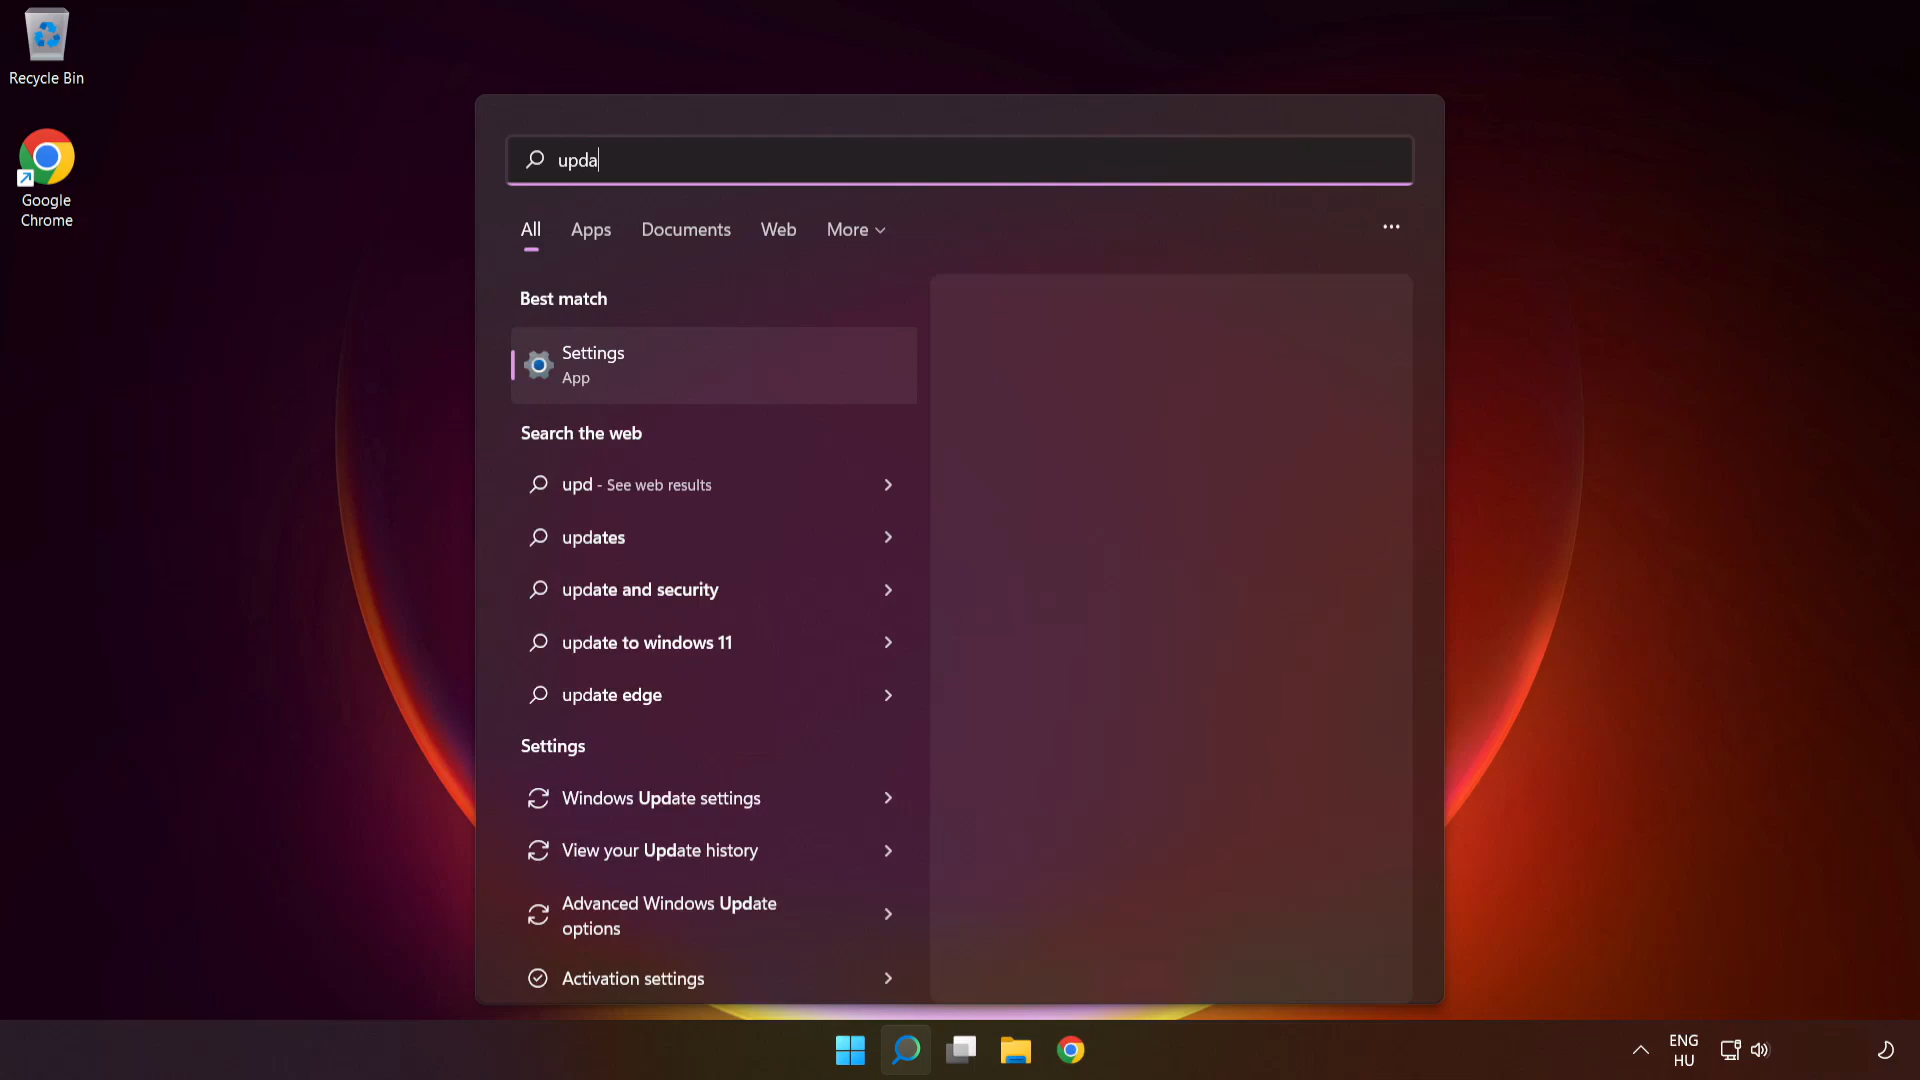 Recycle Bin
Google
Chrome
upda
All Apps Documents Web More
Best match
Settings
App
Search the web
upd - See web results
updates
update and security
update to windows 11
update edge
Settings
Windows Update settings
View your Update history
Advanced Windows Update
options
Activation settings
ENG
HU